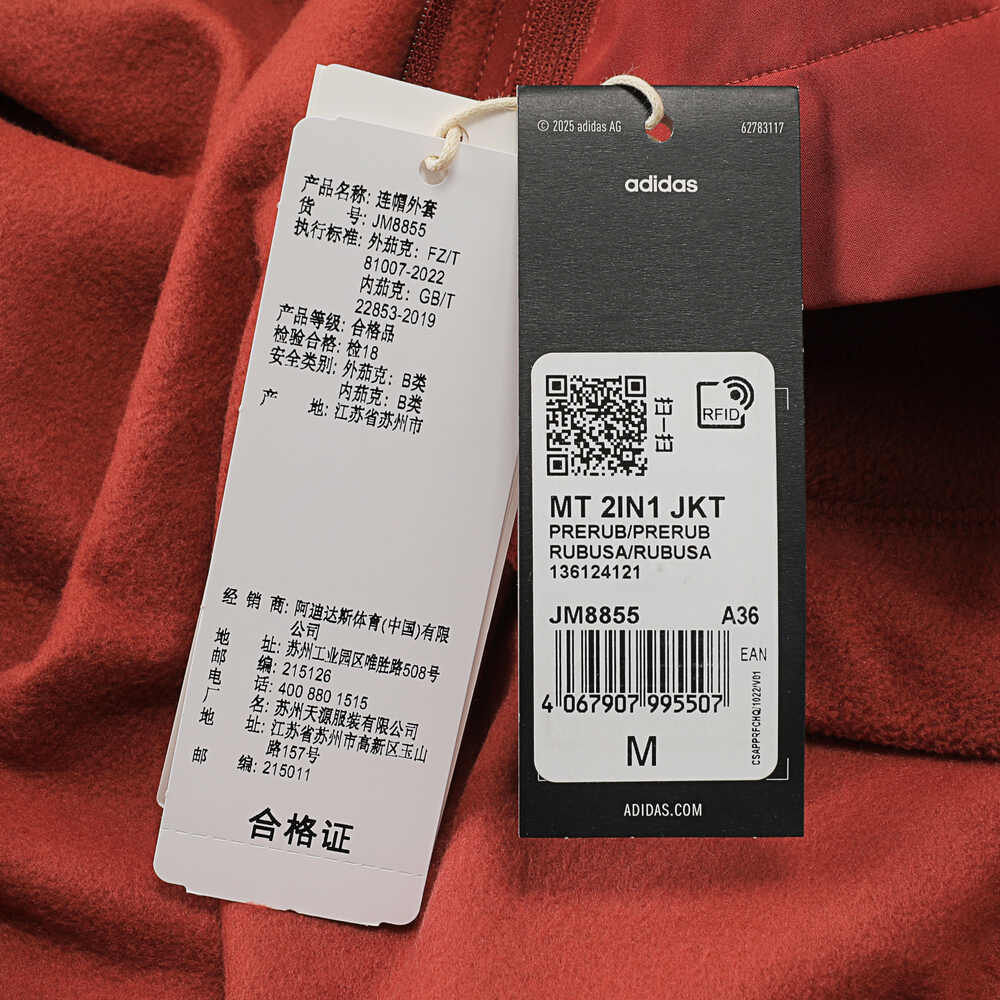 产品名称: 连帽外套
货 号: JM8855
执行标准: 外茄克: FZ/T
81007-2022
内茄克: GB/T
22853-2019
产品等级: 合格品
检验合格: 检18
安全类别: 外茄克: B类
内茄克: B类
产 地: 江苏省苏州市
经 销 商: 阿迪达斯体育(中国)有限
公司
地 址: 苏州工业园区唯胜路508号
邮 编: 215126
电 话: 400 880 1515
厂 名: 苏州天源服装有限公司
地 址: 江苏省苏州市高新区玉山
路157号
邮 编: 215011
合格证
© 2025 adidas AG
62783117
adidas
扫一扫
RFID
MT 2IN1 JKT
PRERUB/PRERUB
RUBUSA/RUBUSA
136124121
JM8855 A36
EAN
4 067907 995507
CSAPPRFCHQ/1022/V01
M
ADIDAS.COM